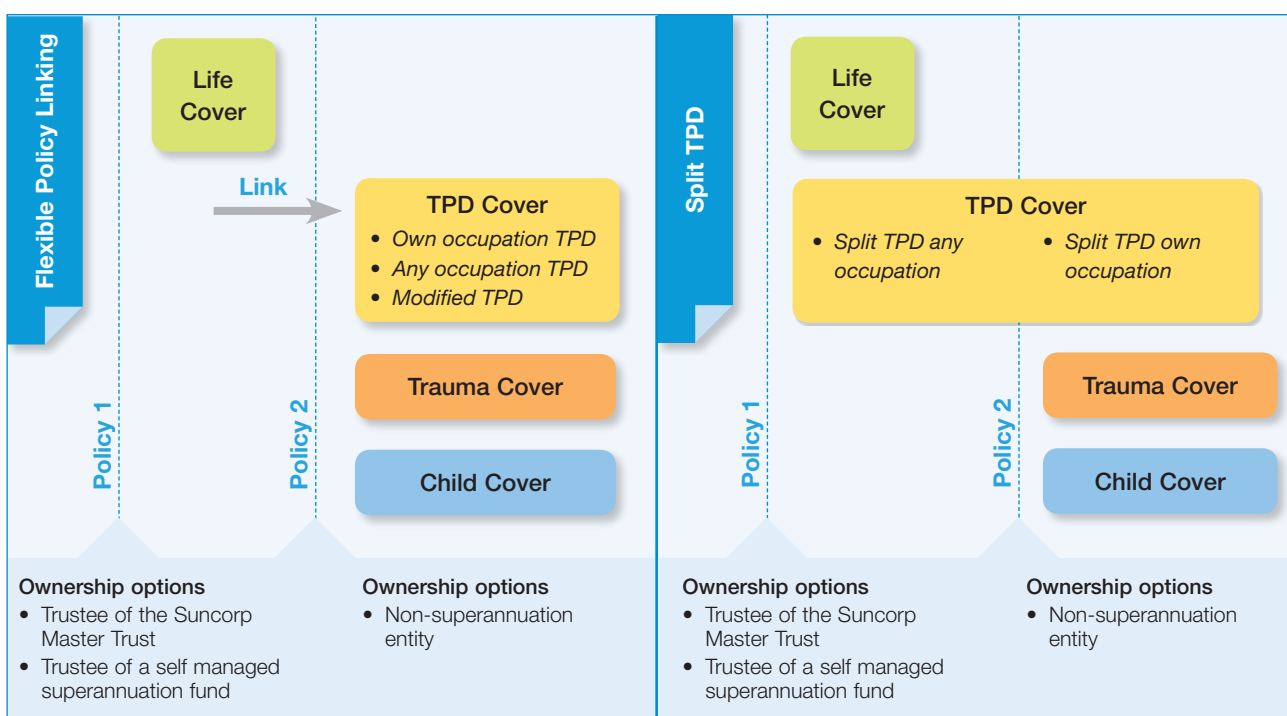 Flexible Policy Linking
Life
Cover
Link
TPD Cover
• Own occupation TPD
• Any occupation TPD
• Modified TPD
Trauma Cover
Child Cover
Policy 1
Policy 2
Ownership options
• Trustee of the Suncorp
Master Trust
• Trustee of a self managed
superannuation fund
Ownership options
• Non-superannuation
entity
Split TPD
Life
Cover
TPD Cover
• Split TPD any
occupation
• Split TPD own
occupation
Trauma Cover
Child Cover
Policy 1
Policy 2
Ownership options
• Trustee of the Suncorp
Master Trust
• Trustee of a self managed
superannuation fund
Ownership options
• Non-superannuation
entity